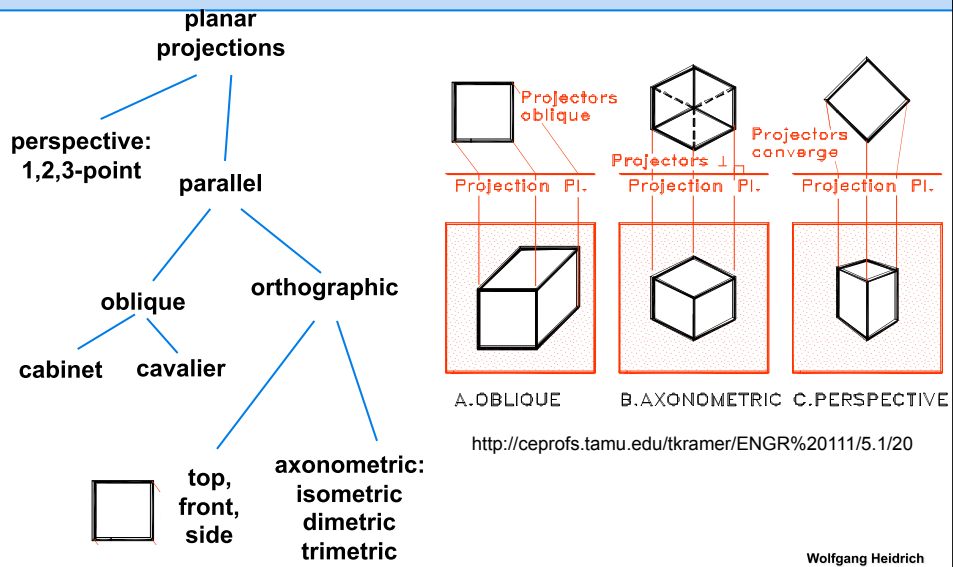 planar
projections
perspective:
1,2,3-point
parallel
oblique
orthographic
cabinet
cavalier
top,
front,
side
axonometric:
isometric
dimetric
trimetric
Projectors
oblique
Projection Pl.
A.OBLIQUE
Projectors ⊥
Projection Pl.
B.AXONOMETRIC
Projectors
converge
Projection Pl.
C.PERSPECTIVE
http://ceprofs.tamu.edu/tkramer/ENGR%20111/5.1/20
Wolfgang Heidrich